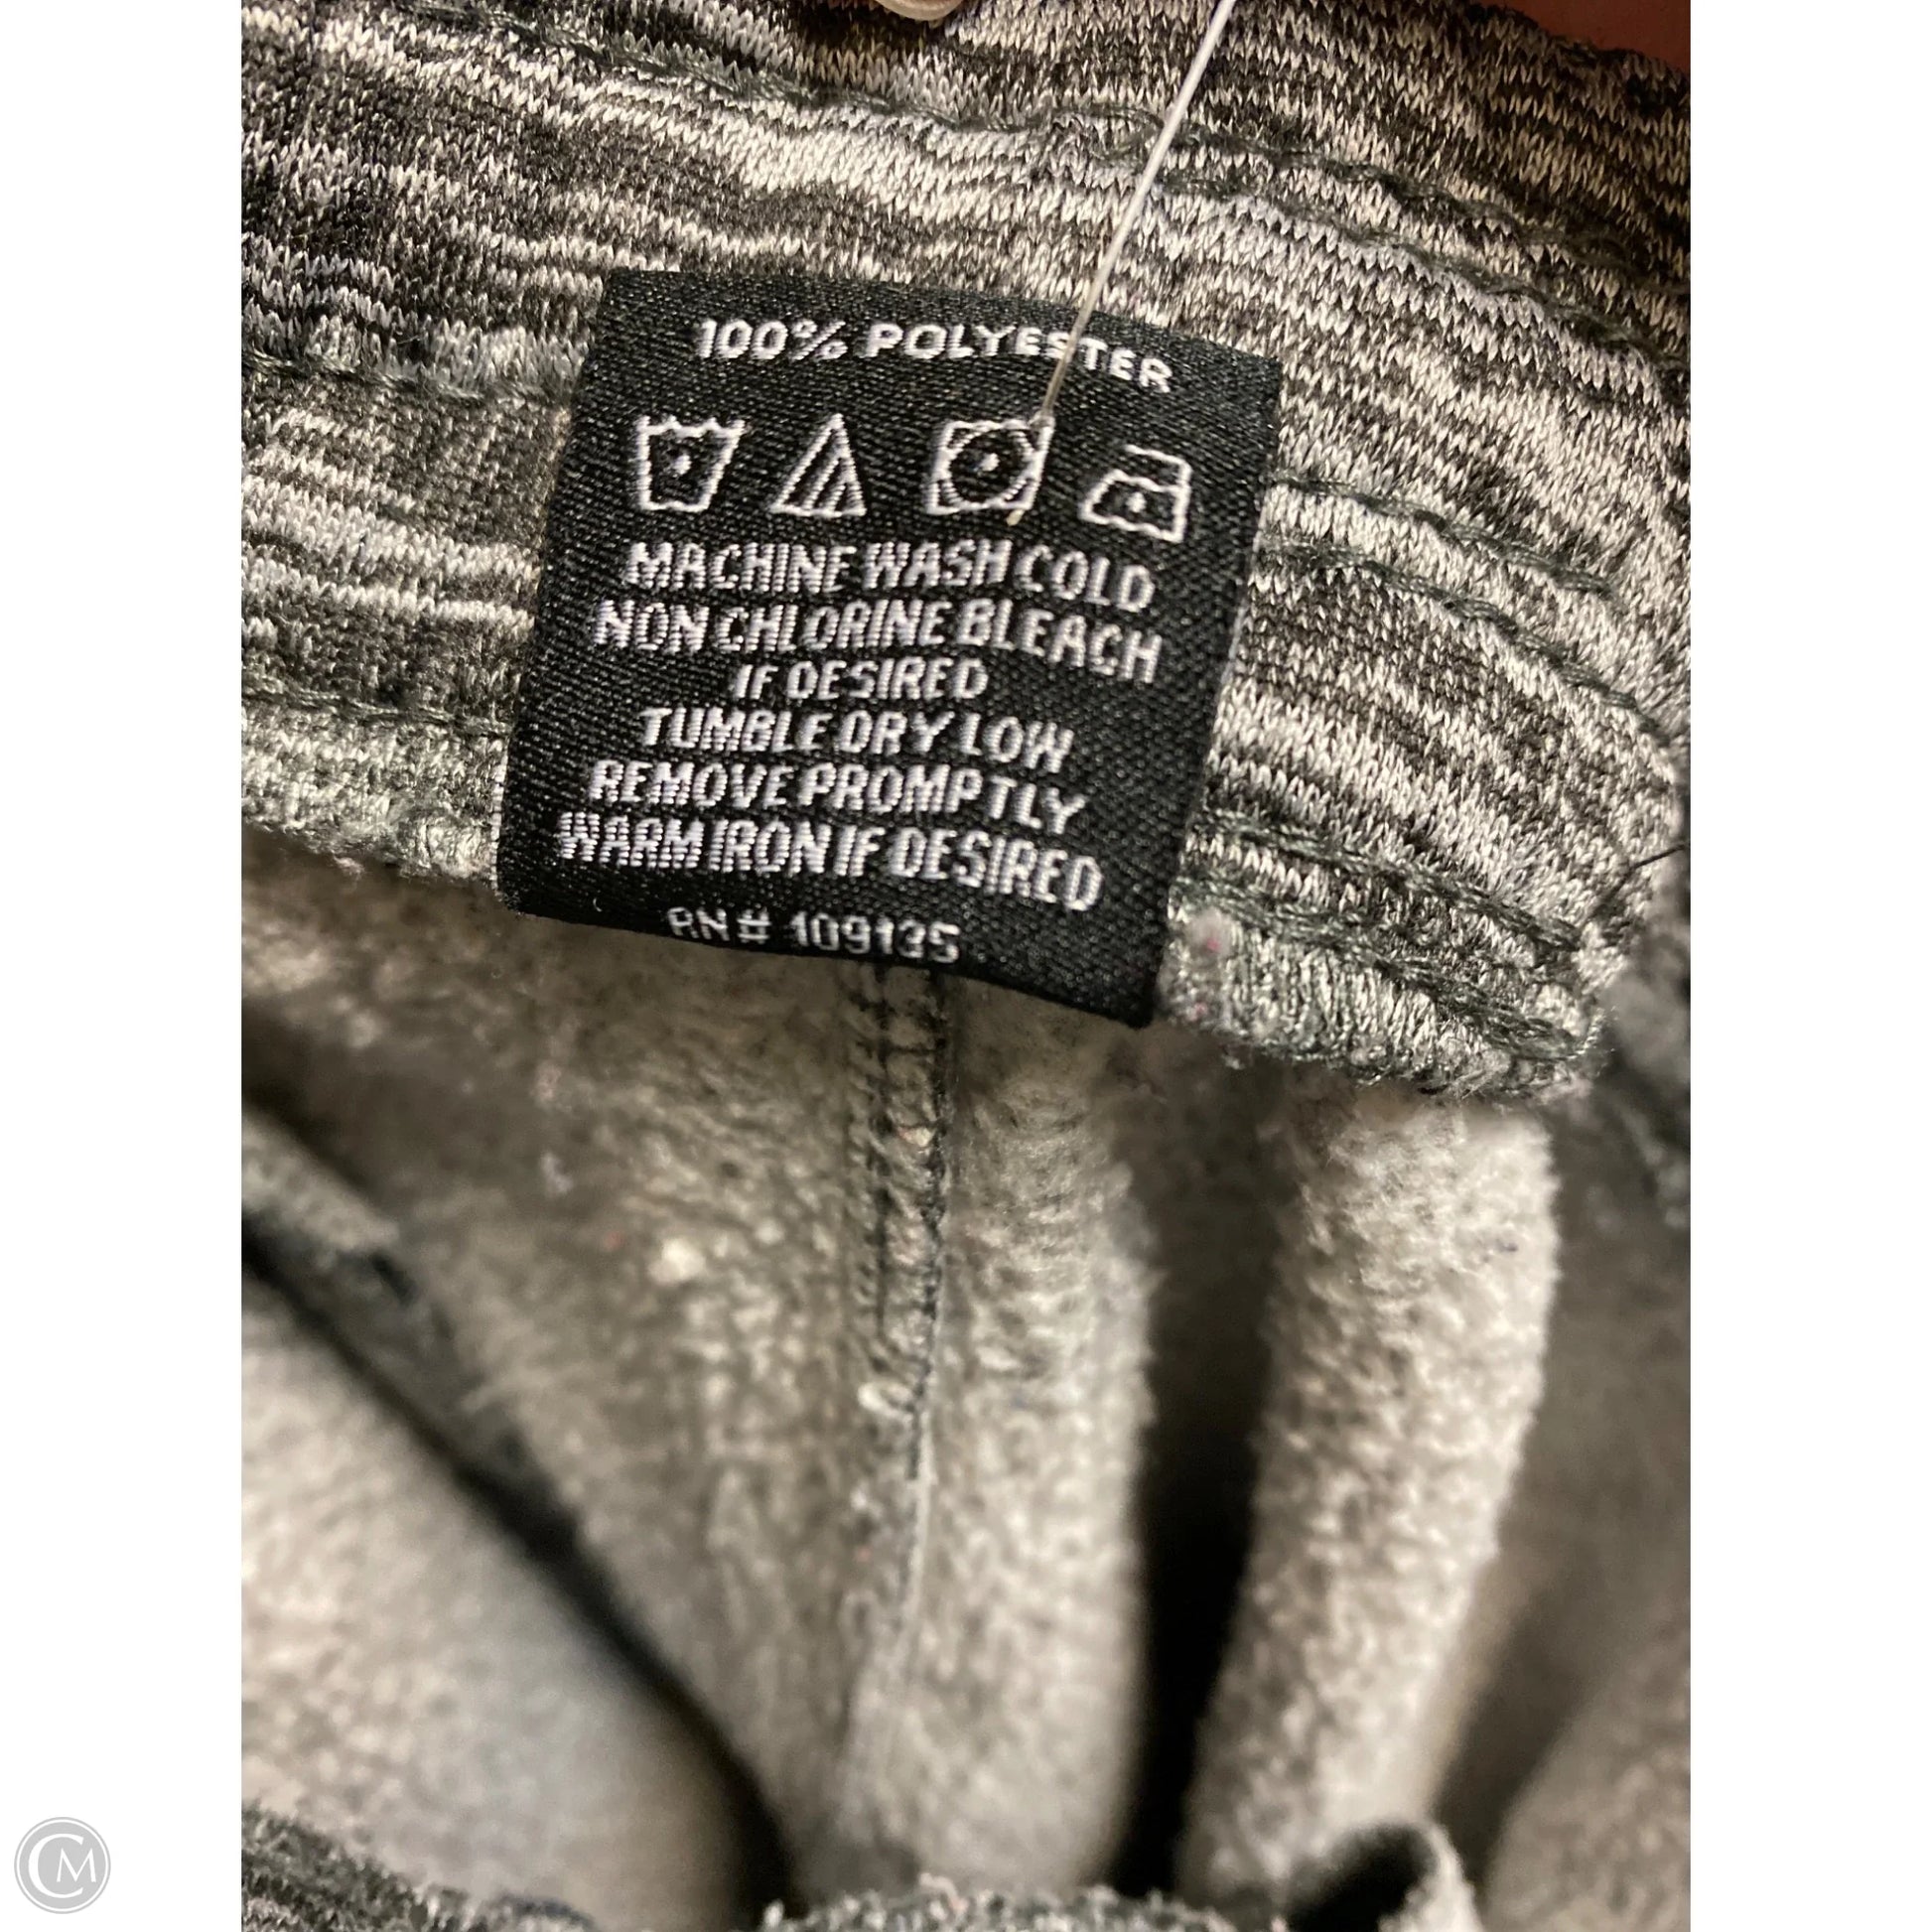 100% POLYESTER
MACHINE WASH COLD
NON CHLORINE BLEACH
IF DESIRED
TUMBLE DRY LOW
REMOVE PROMPTLY
WARM IRON IF DESIRED
RN# 109135
CM